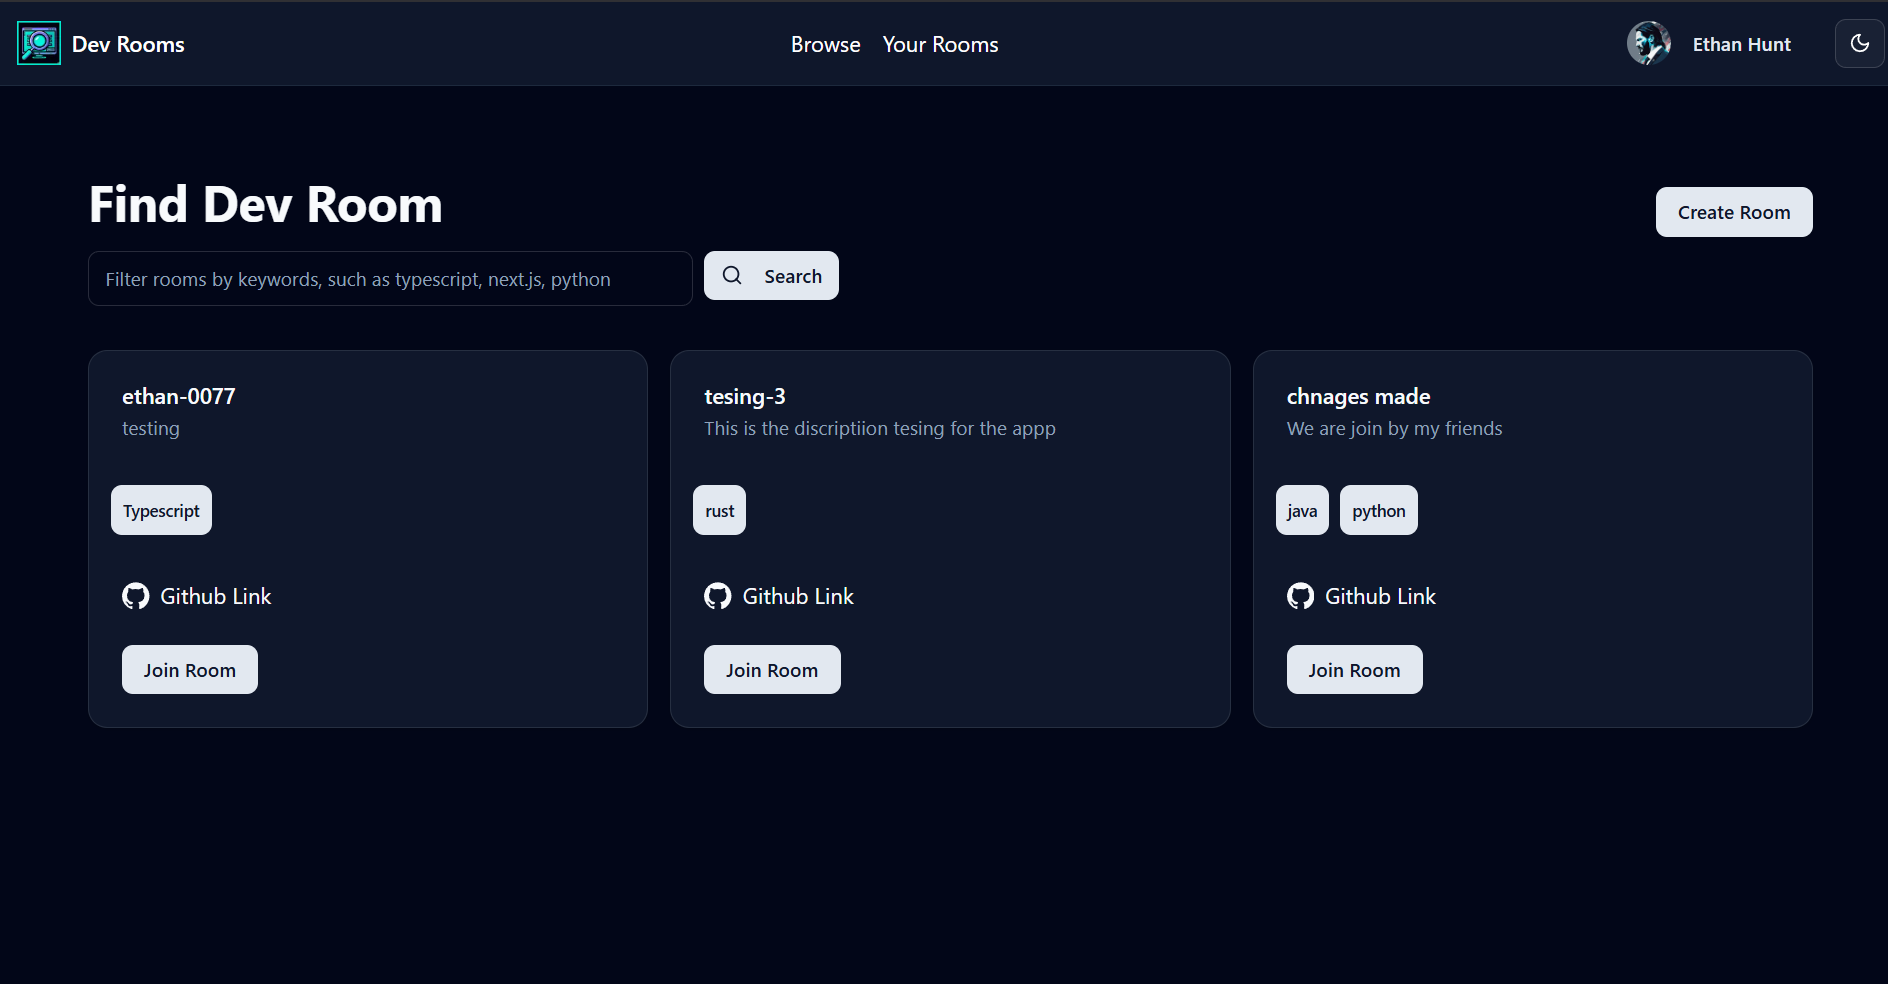 Dev Rooms
Browse
Your Rooms
Ethan Hunt
Find Dev Room
Create Room
Filter rooms by keywords, such as typescript, next.js, python
Search
ethan-0077
testing
Typescript
Github Link
Join Room
tesing-3
This is the discriptiion tesing for the appp
rust
Github Link
Join Room
chnages made
We are join by my friends
java
python
Github Link
Join Room